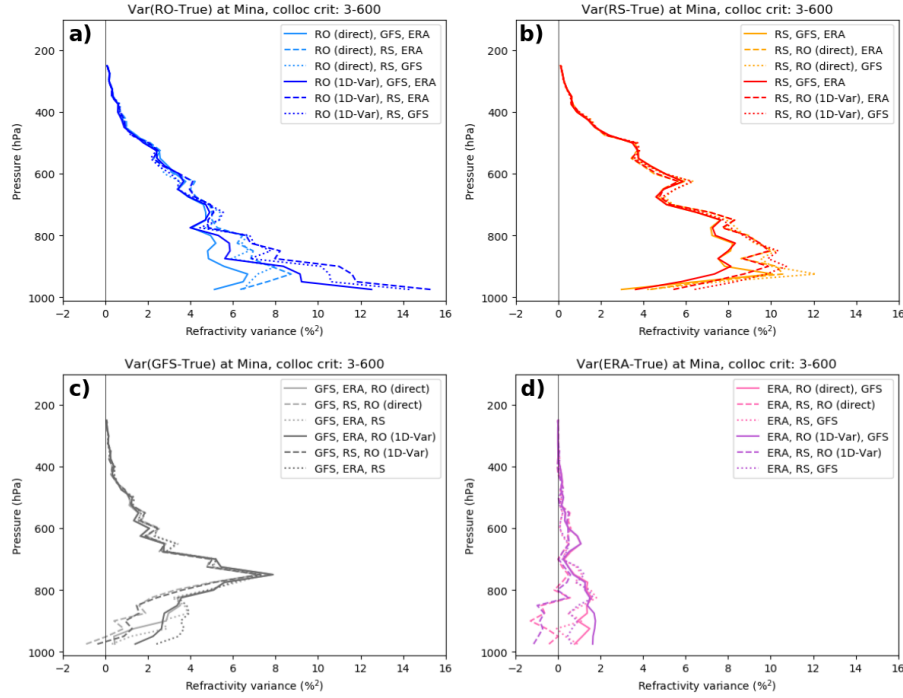 Var(RO-True) at Mina, colloc crit: 3-600
a)
RO (direct), GFS, ERA
RO (direct), RS, ERA
RO (direct), RS, GFS
RO (1D-Var), GFS, ERA
RO (1D-Var), RS, ERA
RO (1D-Var), RS, GFS
Pressure (hPa)
200
400
600
800
1000
−2 0 2 4 6 8 10 12 14 16
Refractivity variance (%²)
Var(RS-True) at Mina, colloc crit: 3-600
b)
RS, GFS, ERA
RS, RO (direct), ERA
RS, RO (direct), GFS
RS, GFS, ERA
RS, RO (1D-Var), ERA
RS, RO (1D-Var), GFS
Pressure (hPa)
200
400
600
800
1000
−2 0 2 4 6 8 10 12 14 16
Refractivity variance (%²)
Var(GFS-True) at Mina, colloc crit: 3-600
c)
GFS, ERA, RO (direct)
GFS, RS, RO (direct)
GFS, ERA, RS
GFS, ERA, RO (1D-Var)
GFS, RS, RO (1D-Var)
GFS, ERA, RS
Pressure (hPa)
200
400
600
800
1000
−2 0 2 4 6 8 10 12 14 16
Refractivity variance (%²)
Var(ERA-True) at Mina, colloc crit: 3-600
d)
ERA, RO (direct), GFS
ERA, RS, RO (direct)
ERA, RS, GFS
ERA, RO (1D-Var), GFS
ERA, RS, RO (1D-Var)
ERA, RS, GFS
Pressure (hPa)
200
400
600
800
1000
−2 0 2 4 6 8 10 12 14 16
Refractivity variance (%²)